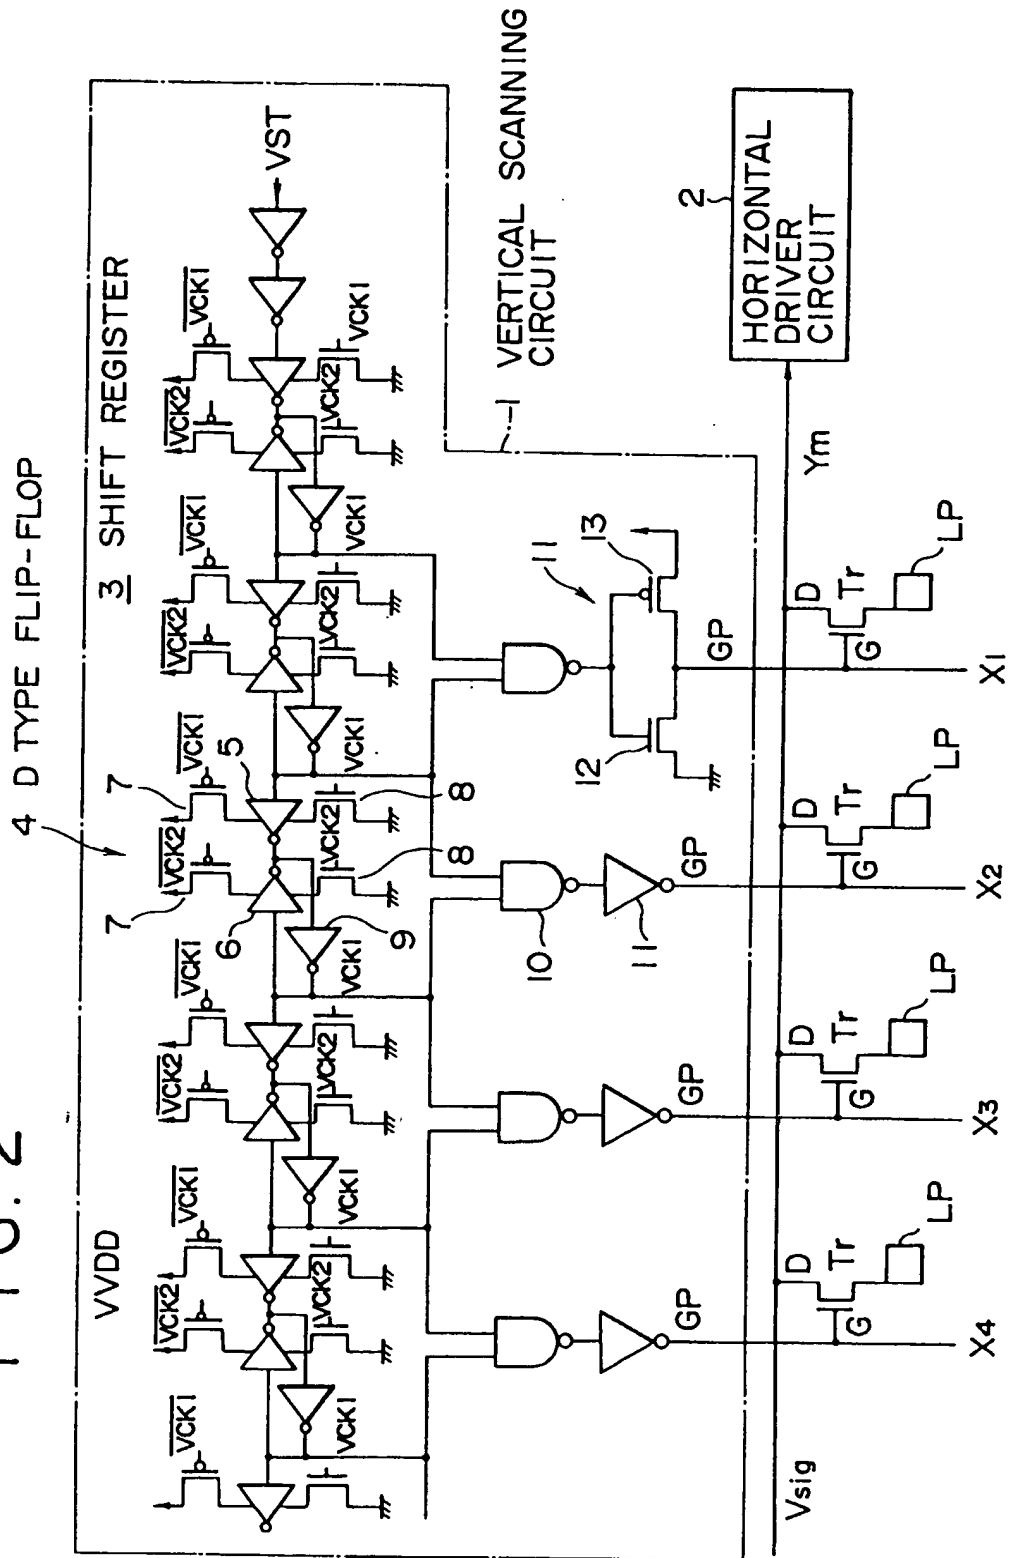 FIG. 2
4 D TYPE FLIP-FLOP
VVDD
3 SHIFT REGISTER
7
7
VCK1
VCK2
VCK1
VCK2
VCK1
VCK2
VCK1
VCK2
VCK1
VCK2
VCK1
6
5
VST
VCK1
VCK2
VCK1
VCK2
VCK1
VCK2
VCK1
VCK2
VCK1
VCK2
VCK1
9
8
8
1 VERTICAL SCANNING
CIRCUIT
10
11
12
11
13
GP
GP
GP
GP
2
HORIZONTAL
DRIVER
CIRCUIT
Vsig
Ym
D
Tr
G
LP
D
Tr
G
LP
D
Tr
G
LP
D
Tr
G
LP
X4
X3
X2
X1